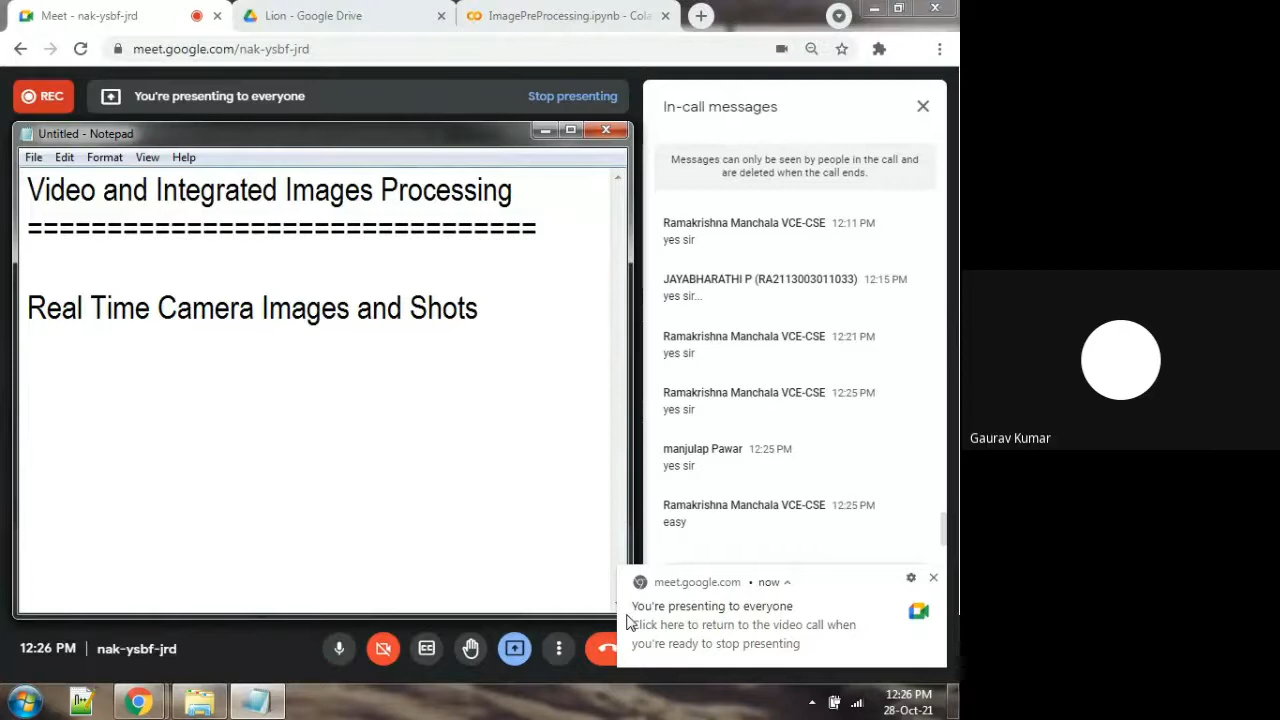 Meet - nak-ysbf-jrd
Lion - Google Drive
ImagePreProcessing.ipynb - Cola
meet.google.com/nak-ysbf-jrd
REC
You're presenting to everyone
Stop presenting
Untitled - Notepad
File Edit Format View Help
Video and Integrated Images Processing
================================
Real Time Camera Images and Shots
In-call messages
Messages can only be seen by people in the call and
are deleted when the call ends.
Ramakrishna Manchala VCE-CSE 12:11 PM
yes sir
JAYABHARATHI P (RA2113003011033) 12:15 PM
yes sir...
Ramakrishna Manchala VCE-CSE 12:21 PM
yes sir
Ramakrishna Manchala VCE-CSE 12:25 PM
yes sir
manjulap Pawar 12:25 PM
yes sir
Ramakrishna Manchala VCE-CSE 12:25 PM
easy
meet.google.com • now
You're presenting to everyone
Click here to return to the video call when
you're ready to stop presenting
12:26 PM | nak-ysbf-jrd
12:26 PM
28-Oct-21
Gaurav Kumar